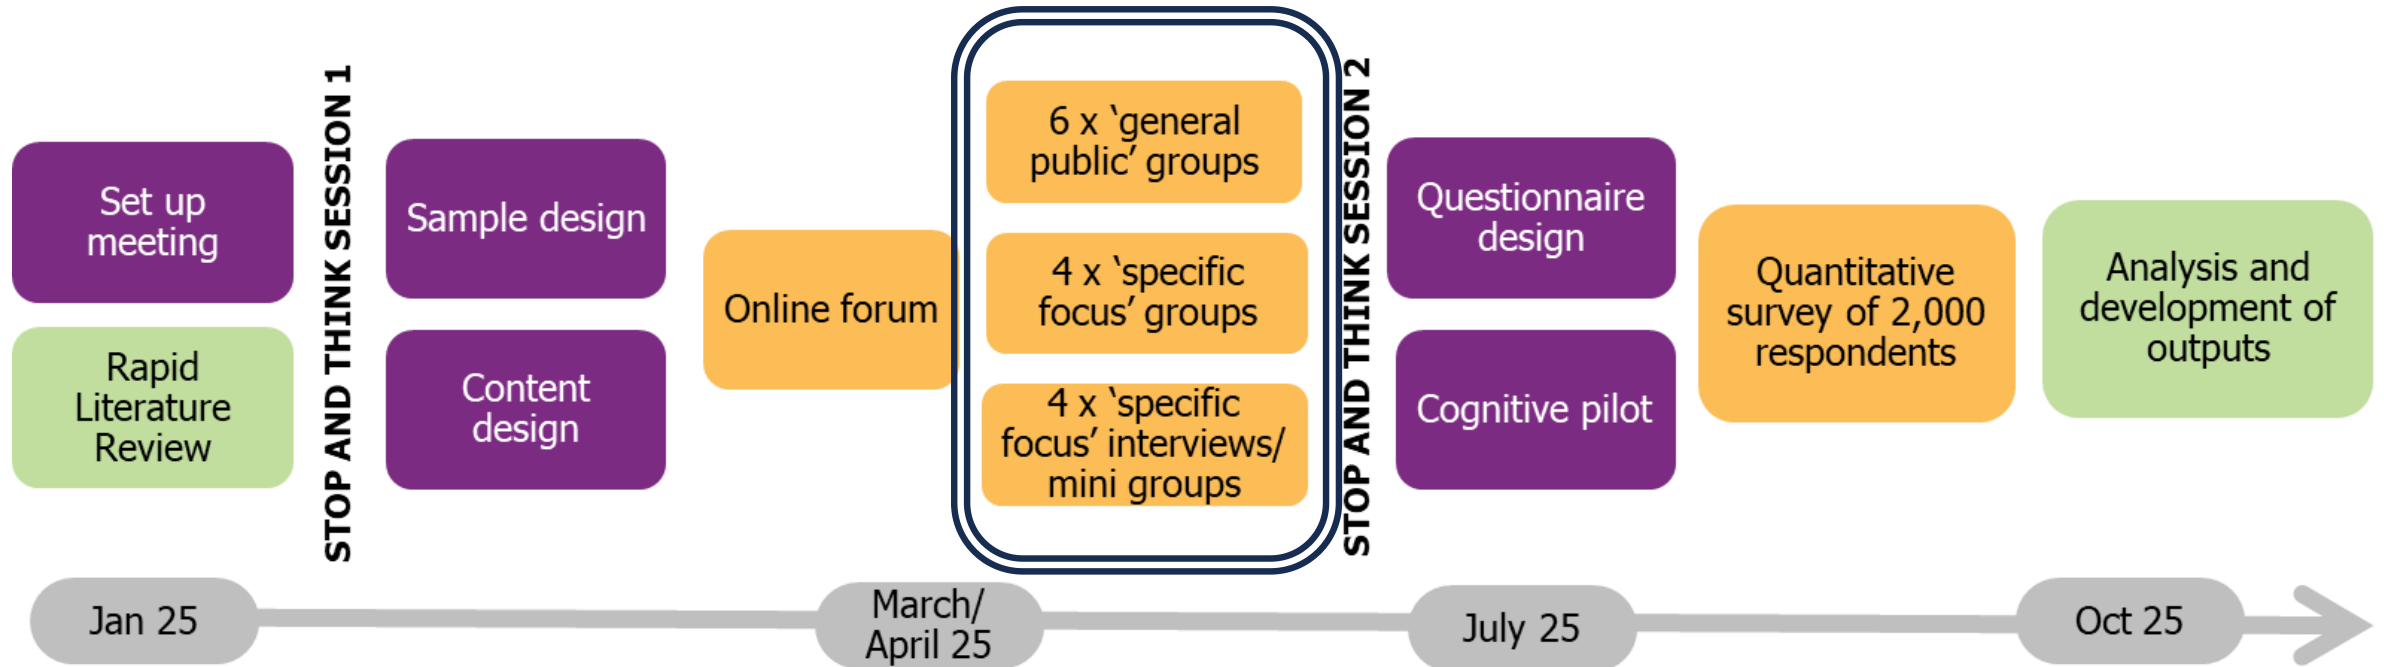 Set up
meeting
Rapid
Literature
Review
STOP AND THINK SESSION 1
Sample design
Content
design
Online forum
6 x ‘general
public’ groups
4 x ‘specific
focus’ groups
4 x ‘specific
focus’ interviews/
mini groups
STOP AND THINK SESSION 2
Questionnaire
design
Cognitive pilot
Quantitative
survey of 2,000
respondents
Analysis and
development of
outputs
Jan 25
March/
April 25
July 25
Oct 25